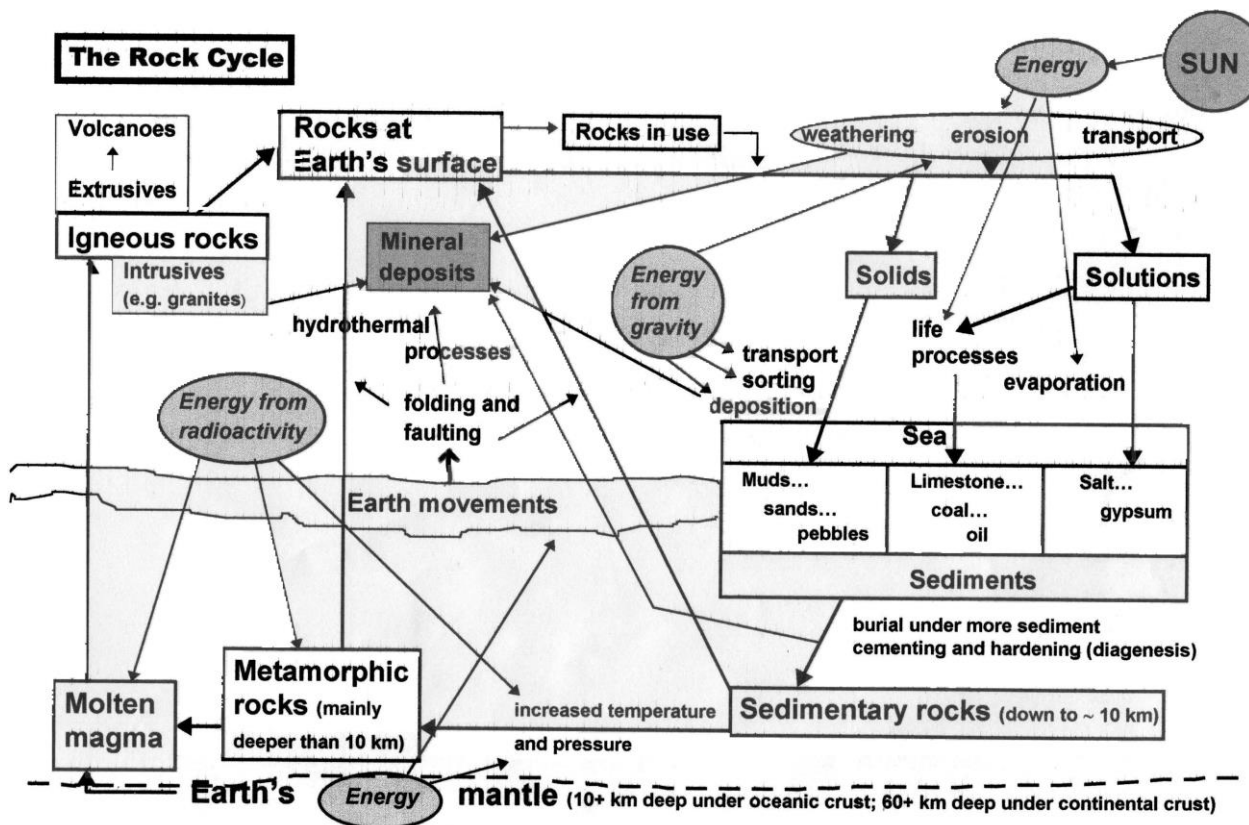 The Rock Cycle
Energy
SUN
Volcanoes
Extrusives
Igneous rocks
Intrusives
(e.g. granites)
Rocks at
Earth's surface
Rocks in use
weathering erosion transport
Mineral
deposits
hydrothermal
processes
folding and
faulting
Energy
from
gravity
transport
sorting
deposition
Solids
Solutions
life
processes
evaporation
Energy from
radioactivity
Earth movements
Sea
Muds...
sands...
pebbles
Limestone...
coal...
oil
Salt...
gypsum
Sediments
burial under more sediment
cementing and hardening (diagenesis)
Molten
magma
Metamorphic
rocks (mainly
deeper than 10 km)
increased temperature
and pressure
Sedimentary rocks (down to ~ 10 km)
Earth's Energy mantle (10+ km deep under oceanic crust; 60+ km deep under continental crust)